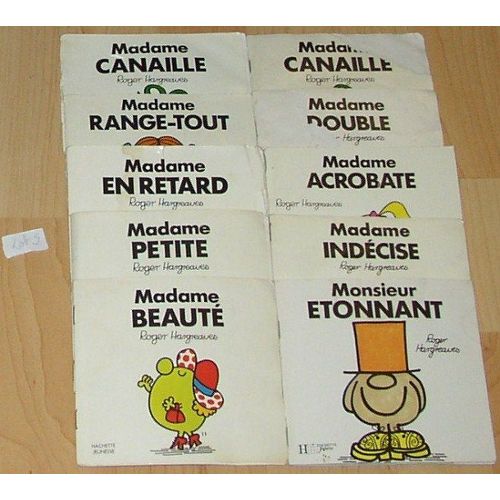 Madame
CANAILLE
Roger Hargreaves
Madame
RANGE-TOUT
Madame
EN RETARD
Roger Hargreaves
Madame
PETITE
Roger Hargreaves
Madame
BEAUTÉ
Roger Hargreaves
HACHETTE
JEUNESSE
Madame
CANAILLE
Roger Hargreaves
Madame
DOUBLE
Hargreaves
Madame
ACROBATE
Roger Hargreaves
Madame
INDÉCISE
Roger Hargreaves
Monsieur
ETONNANT
Roger
Hargreaves
H HACHETTE